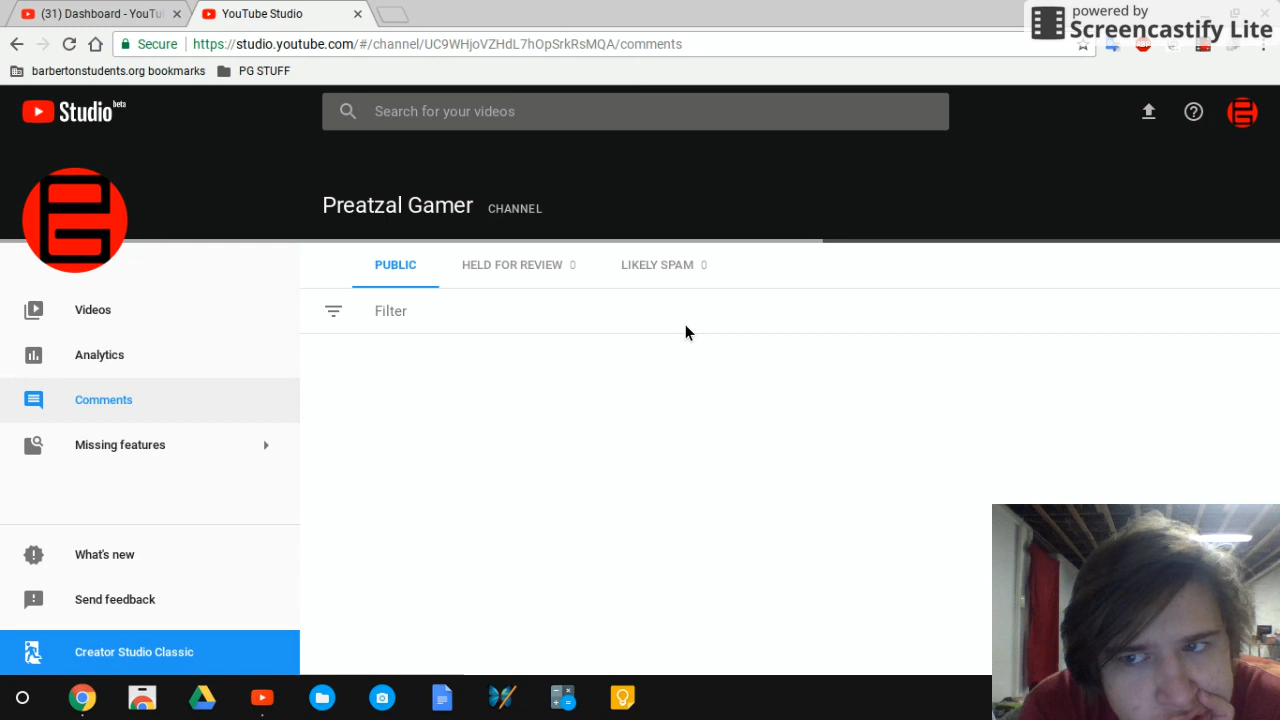 (31) Dashboard - YouTu
YouTube Studio
powered by
Screencastify Lite
Secure
https://studio.youtube.com/#/channel/UC9WHjoVZHdL7hOpSrkRsMQA/comments
barbertonstudents.org bookmarks
PG STUFF
Studio beta
Search for your videos
Preatzal Gamer CHANNEL
PUBLIC
HELD FOR REVIEW 0
LIKELY SPAM 0
Filter
Videos
Analytics
Comments
Missing features
What's new
Send feedback
Creator Studio Classic